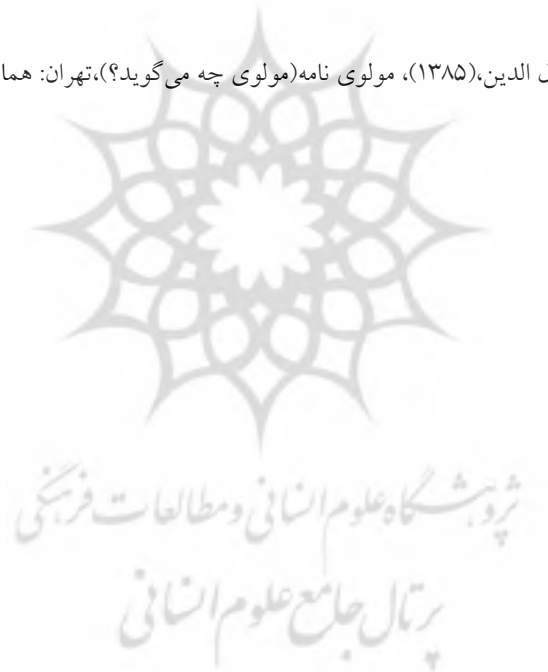 الدین،(۱۳۸۵)، مولوی نامه(مولوی چه می‌گوید؟)،تهران: هما
پژوهشگاه علوم انسانی و مطالعات فرهنگی
پرتال جامع علوم انسانی